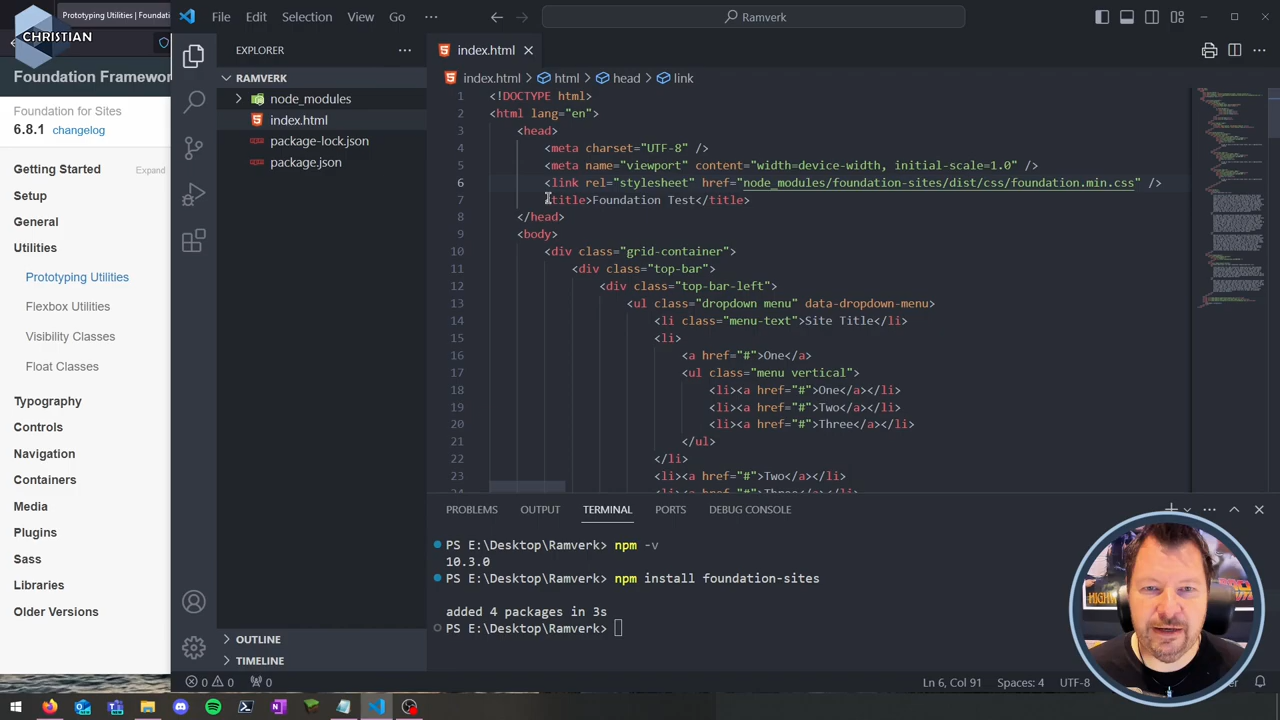 CHRISTIAN
Prototyping Utilities | Foundati
Foundation Framewor
Foundation for Sites
6.8.1 changelog
Getting Started Expand
Setup
General
Utilities
Prototyping Utilities
Flexbox Utilities
Visibility Classes
Float Classes
Typography
Controls
Navigation
Containers
Media
Plugins
Sass
Libraries
Older Versions
File Edit Selection View Go ··· Ramverk
EXPLORER ···
RAMVERK
node_modules
index.html
package-lock.json
package.json
OUTLINE
TIMELINE
index.html
index.html > html > head > link
1 <!DOCTYPE html>
2 <html lang="en">
3 <head>
4 <meta charset="UTF-8" />
5 <meta name="viewport" content="width=device-width, initial-scale=1.0" />
6 <link rel="stylesheet" href="node_modules/foundation-sites/dist/css/foundation.min.css" />
7 <title>Foundation Test</title>
8 </head>
9 <body>
10 <div class="grid-container">
11 <div class="top-bar">
12 <div class="top-bar-left">
13 <ul class="dropdown menu" data-dropdown-menu>
14 <li class="menu-text">Site Title</li>
15 <li>
16 <a href="#">One</a>
17 <ul class="menu vertical">
18 <li><a href="#">One</a></li>
19 <li><a href="#">Two</a></li>
20 <li><a href="#">Three</a></li>
21 </ul>
22 </li>
23 <li><a href="#">Two</a></li>
24 <li><a href="#">Three</a></li>
PROBLEMS OUTPUT TERMINAL PORTS DEBUG CONSOLE
PS E:\Desktop\Ramverk> npm -v
10.3.0
PS E:\Desktop\Ramverk> npm install foundation-sites
added 4 packages in 3s
PS E:\Desktop\Ramverk>
0 0 0 Ln 6, Col 91 Spaces: 4 UTF-8